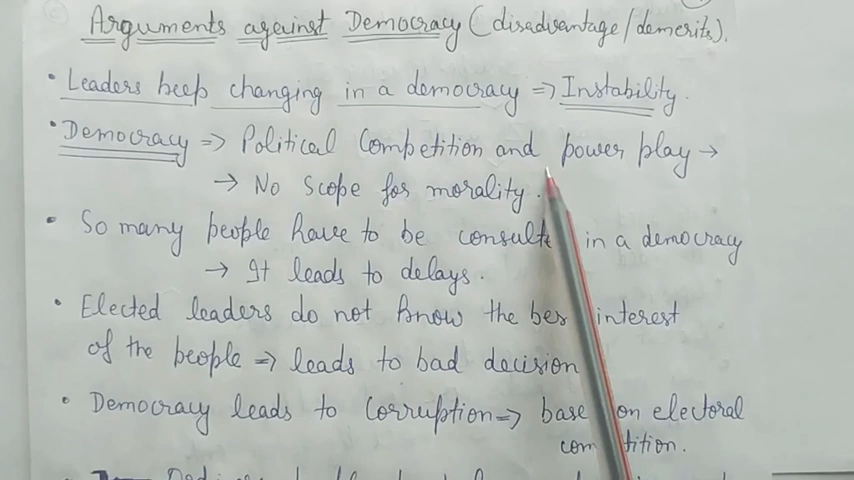 Arguments against Democracy (disadvantage/demerits).
• Leaders keep changing in a democracy => Instability.
• Democracy => Political Competition and power play →
→ No scope for morality.
• So many people have to be consulte in a democracy
→ It leads to delays.
• Elected leaders do not know the bes interest
of the people => leads to bad decision
• Democracy leads to Corruption => base on electoral
com tition.